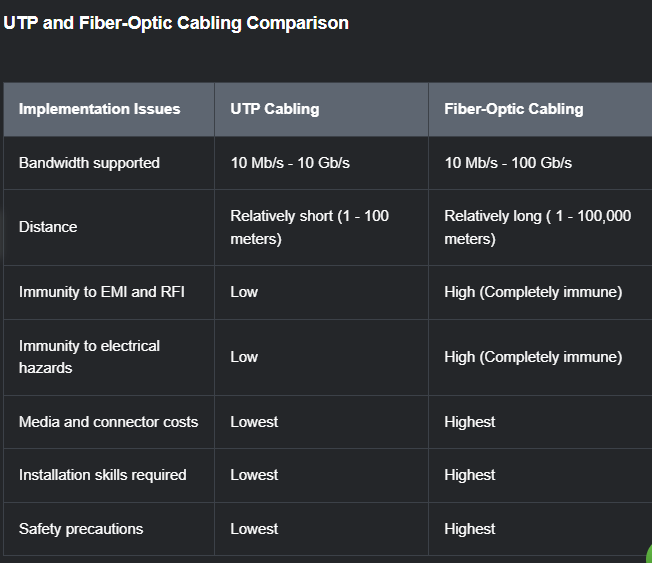 UTP and Fiber-Optic Cabling Comparison
Implementation Issues UTP Cabling Fiber-Optic Cabling
Bandwidth supported 10 Mb/s - 10 Gb/s 10 Mb/s - 100 Gb/s
Distance Relatively short (1 - 100 meters) Relatively long ( 1 - 100,000 meters)
Immunity to EMI and RFI Low High (Completely immune)
Immunity to electrical hazards Low High (Completely immune)
Media and connector costs Lowest Highest
Installation skills required Lowest Highest
Safety precautions Lowest Highest